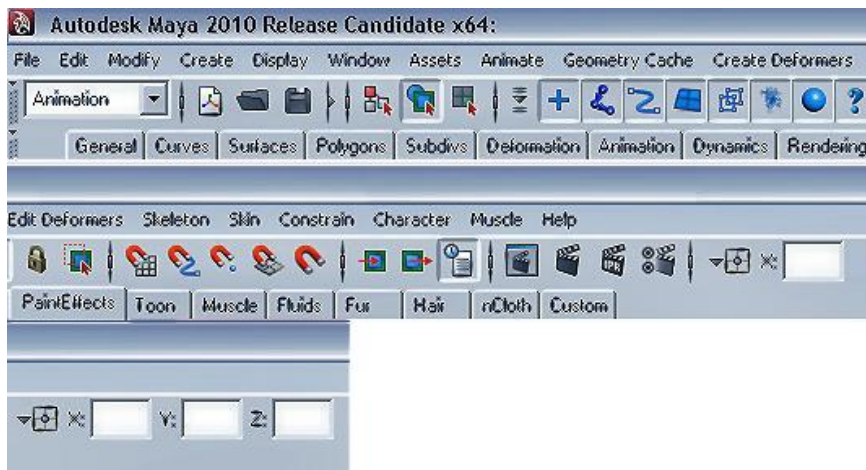 Autodesk Maya 2010 Release Candidate x64:
File Edit Modify Create Display Window Assets Animate Geometry Cache Create Deformers
Animation ?
General Curves Surfaces Polygons Subdivs Deformation Animation Dynamics Rendering
Edit Deformers Skeleton Skin Constrain Character Muscle Help
IPR X:
PaintEffects Toon Muscle Fluids Fur Hair nCloth Custom
X: Y: Z: